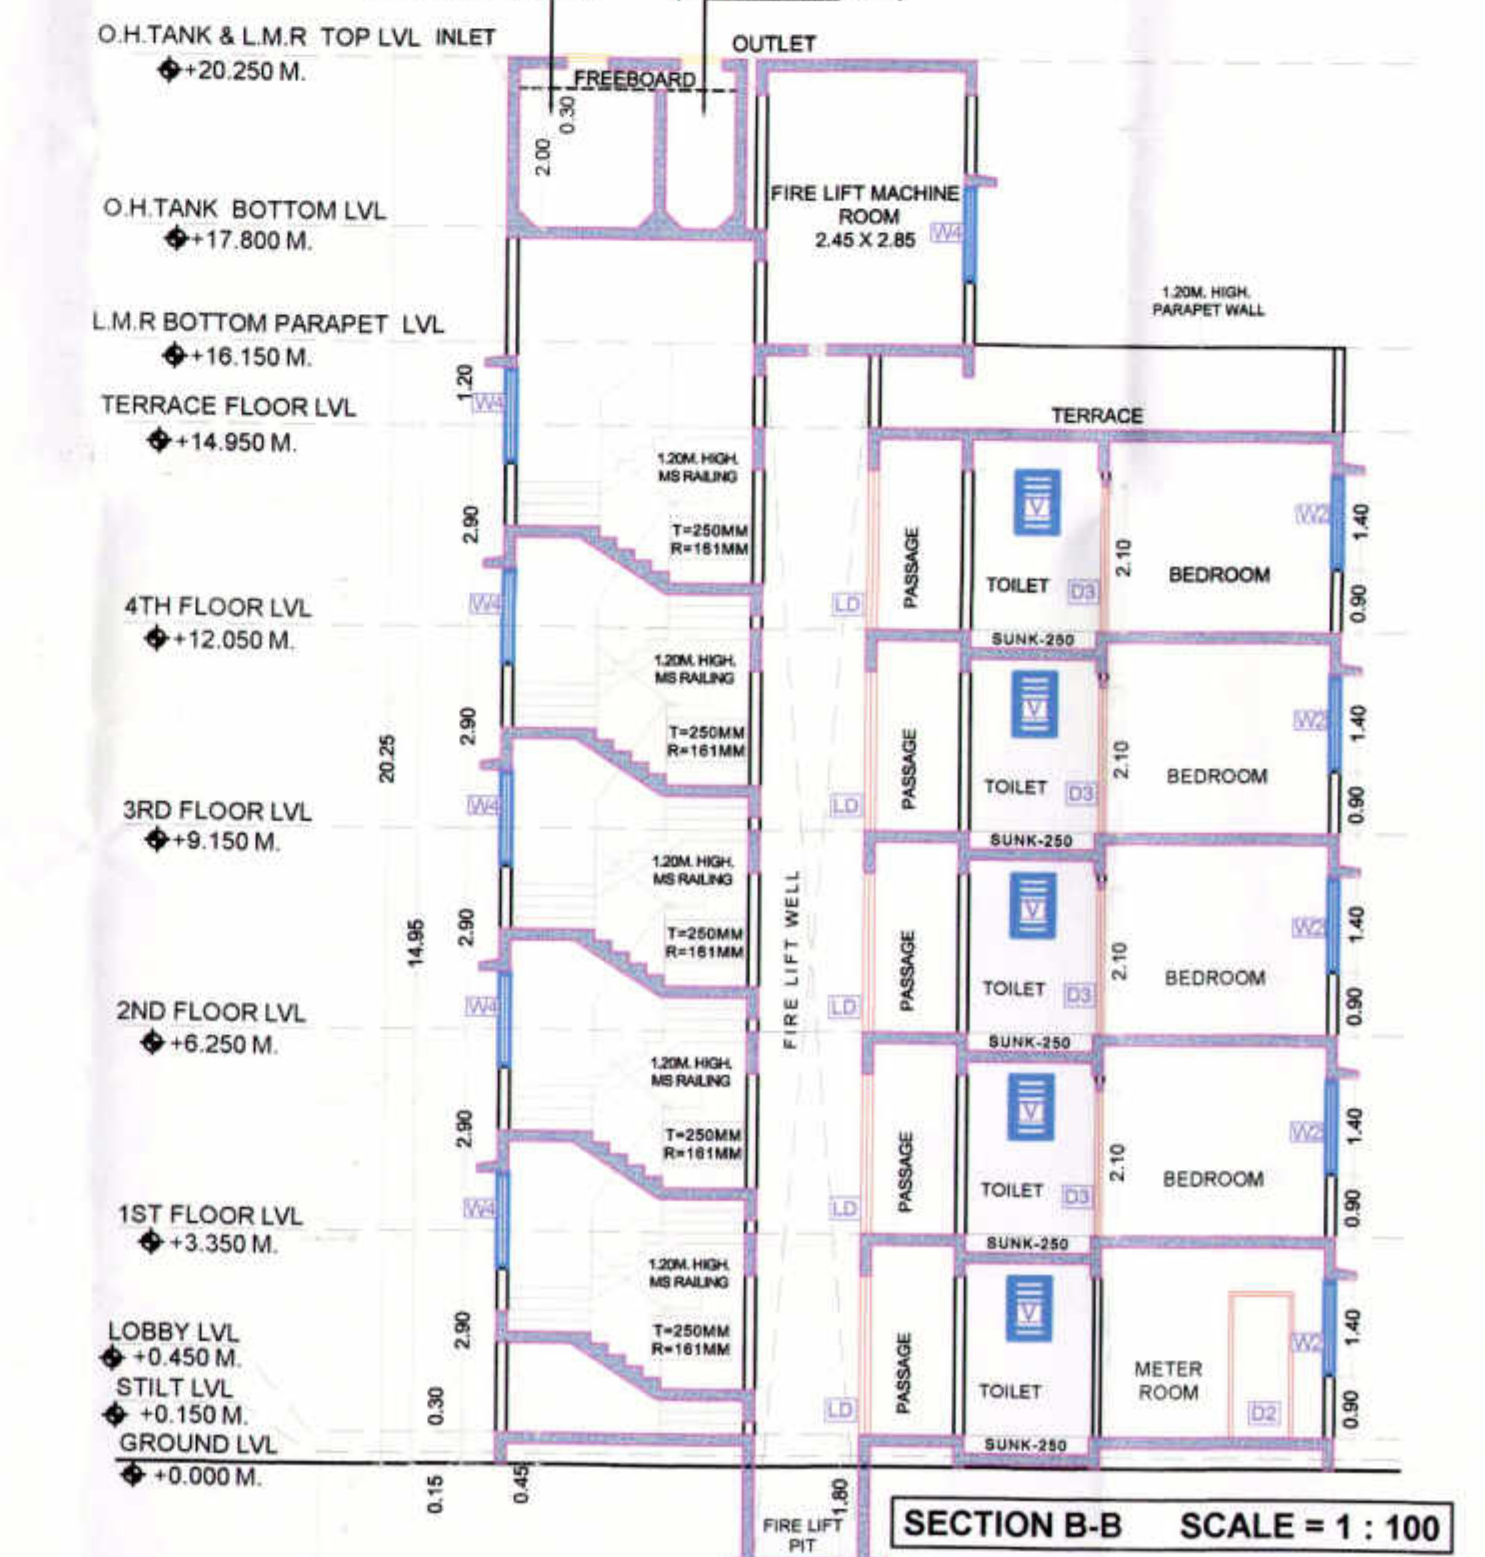 O.H.TANK & L.M.R TOP LVL INLET
+20.250 M.
OUTLET
FREEBOARD
0.30
2.00
FIRE LIFT MACHINE
ROOM
2.45 X 2.85
W4
O.H.TANK BOTTOM LVL
+17.800 M.
1.20M. HIGH.
PARAPET WALL
L.M.R BOTTOM PARAPET LVL
+16.150 M.
1.20
W4
TERRACE FLOOR LVL
+14.950 M.
TERRACE
1.20M. HIGH.
MS RAILING
2.90
T=250MM
R=161MM
LD
PASSAGE
V
TOILET
D3
2.10
BEDROOM
W2
1.40
0.90
4TH FLOOR LVL
+12.050 M.
W4
SUNK-250
1.20M. HIGH.
MS RAILING
2.90
T=250MM
R=161MM
LD
PASSAGE
V
TOILET
D3
2.10
BEDROOM
W2
1.40
0.90
20.25
3RD FLOOR LVL
+9.150 M.
W4
SUNK-250
1.20M. HIGH.
MS RAILING
14.95
2.90
T=250MM
R=161MM
FIRE LIFT WELL
LD
PASSAGE
V
TOILET
D3
2.10
BEDROOM
W2
1.40
0.90
2ND FLOOR LVL
+6.250 M.
W4
SUNK-250
1.20M. HIGH.
MS RAILING
2.90
T=250MM
R=161MM
LD
PASSAGE
V
TOILET
D3
2.10
BEDROOM
W2
1.40
0.90
1ST FLOOR LVL
+3.350 M.
W4
SUNK-250
1.20M. HIGH.
MS RAILING
2.90
T=250MM
R=161MM
LD
PASSAGE
V
TOILET
METER
ROOM
D2
W2
1.40
0.90
LOBBY LVL
+0.450 M.
STILT LVL
+0.150 M.
0.30
GROUND LVL
+0.000 M.
SUNK-250
0.15
0.45
1.80
FIRE LIFT
PIT
SECTION B-B SCALE = 1 : 100